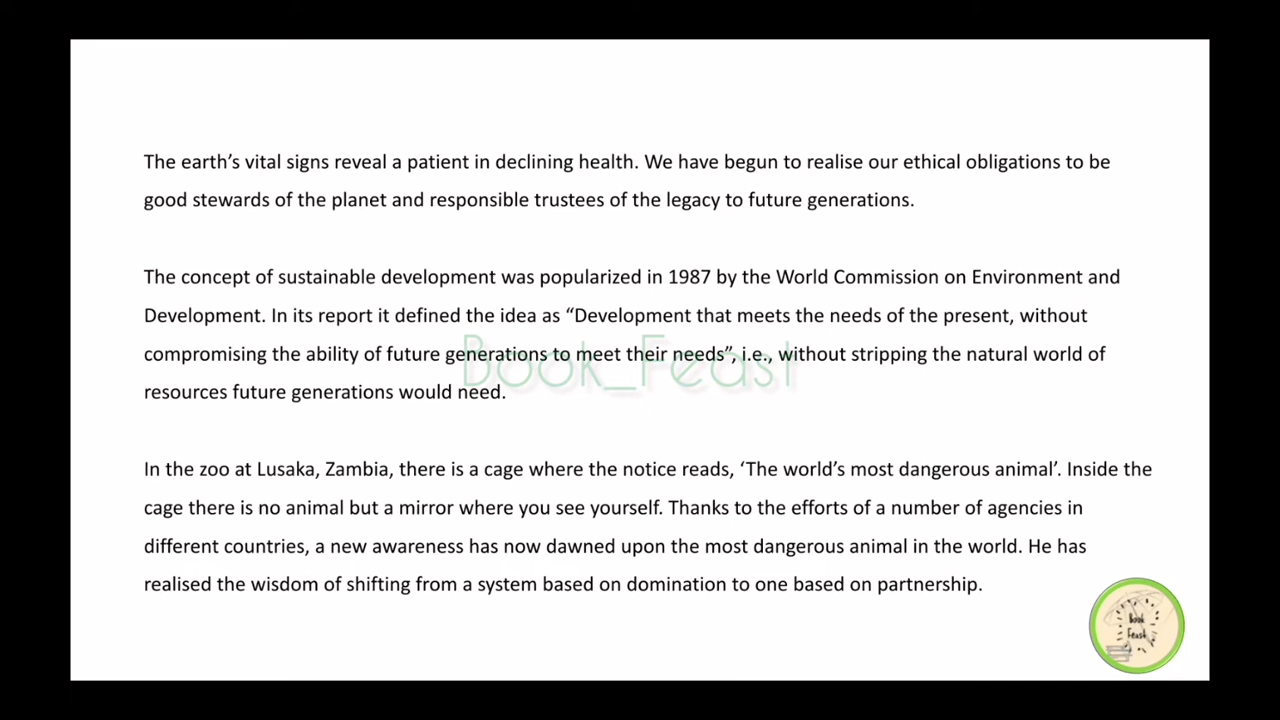 The earth’s vital signs reveal a patient in declining health. We have begun to realise our ethical obligations to be
good stewards of the planet and responsible trustees of the legacy to future generations.
The concept of sustainable development was popularized in 1987 by the World Commission on Environment and
Development. In its report it defined the idea as “Development that meets the needs of the present, without
compromising the ability of future generations to meet their needs”, i.e., without stripping the natural world of
Book_Feast
resources future generations would need.
In the zoo at Lusaka, Zambia, there is a cage where the notice reads, ‘The world’s most dangerous animal’. Inside the
cage there is no animal but a mirror where you see yourself. Thanks to the efforts of a number of agencies in
different countries, a new awareness has now dawned upon the most dangerous animal in the world. He has
realised the wisdom of shifting from a system based on domination to one based on partnership.
Book
Feast